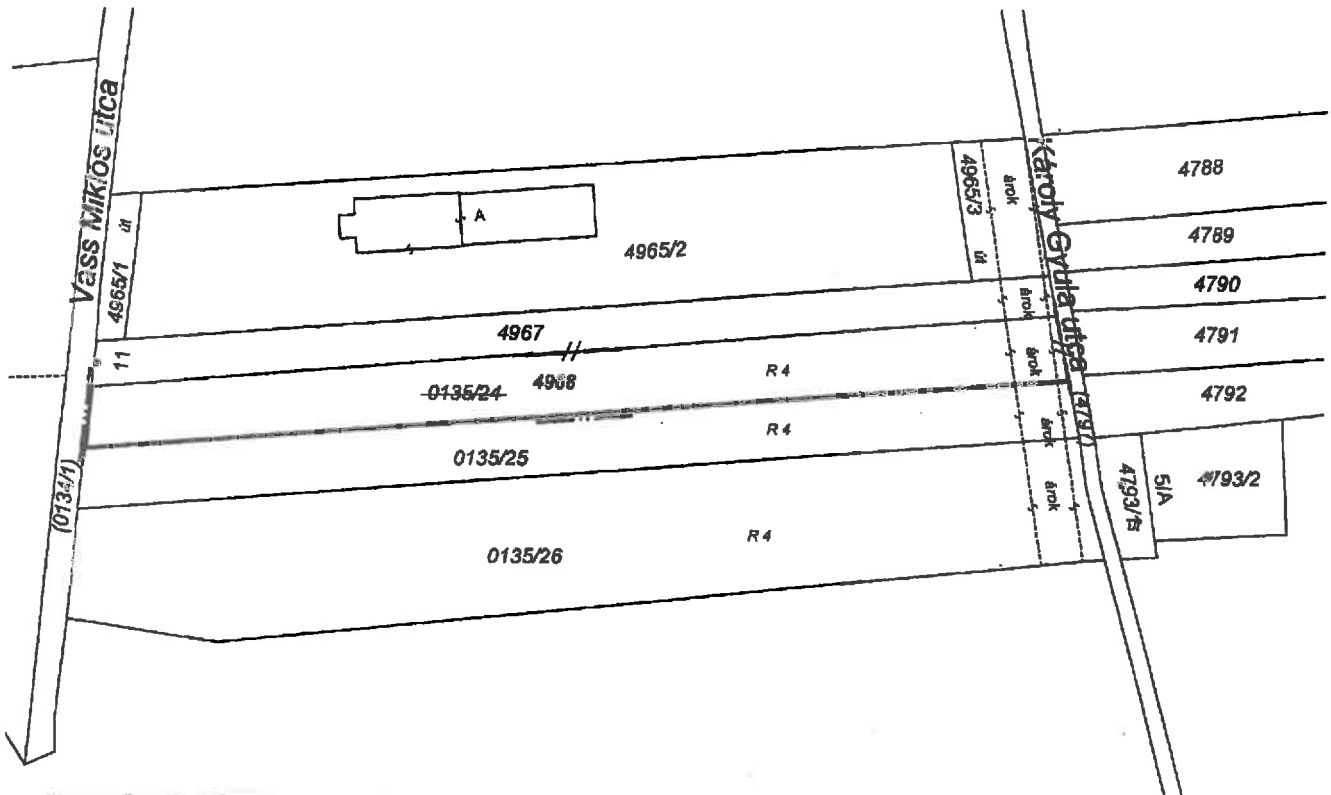 Vass Miklós utca
4965/1 út
11
(0134/1)
A
4965/2
4965/3 út
árok
Károly Gyula utca (4797)
4788
4789
4790
4791
4792
4967
árok
0135/24 4968
R 4
árok
0135/25
R 4
árok
0135/26
R 4
árok
5/A
4793/2